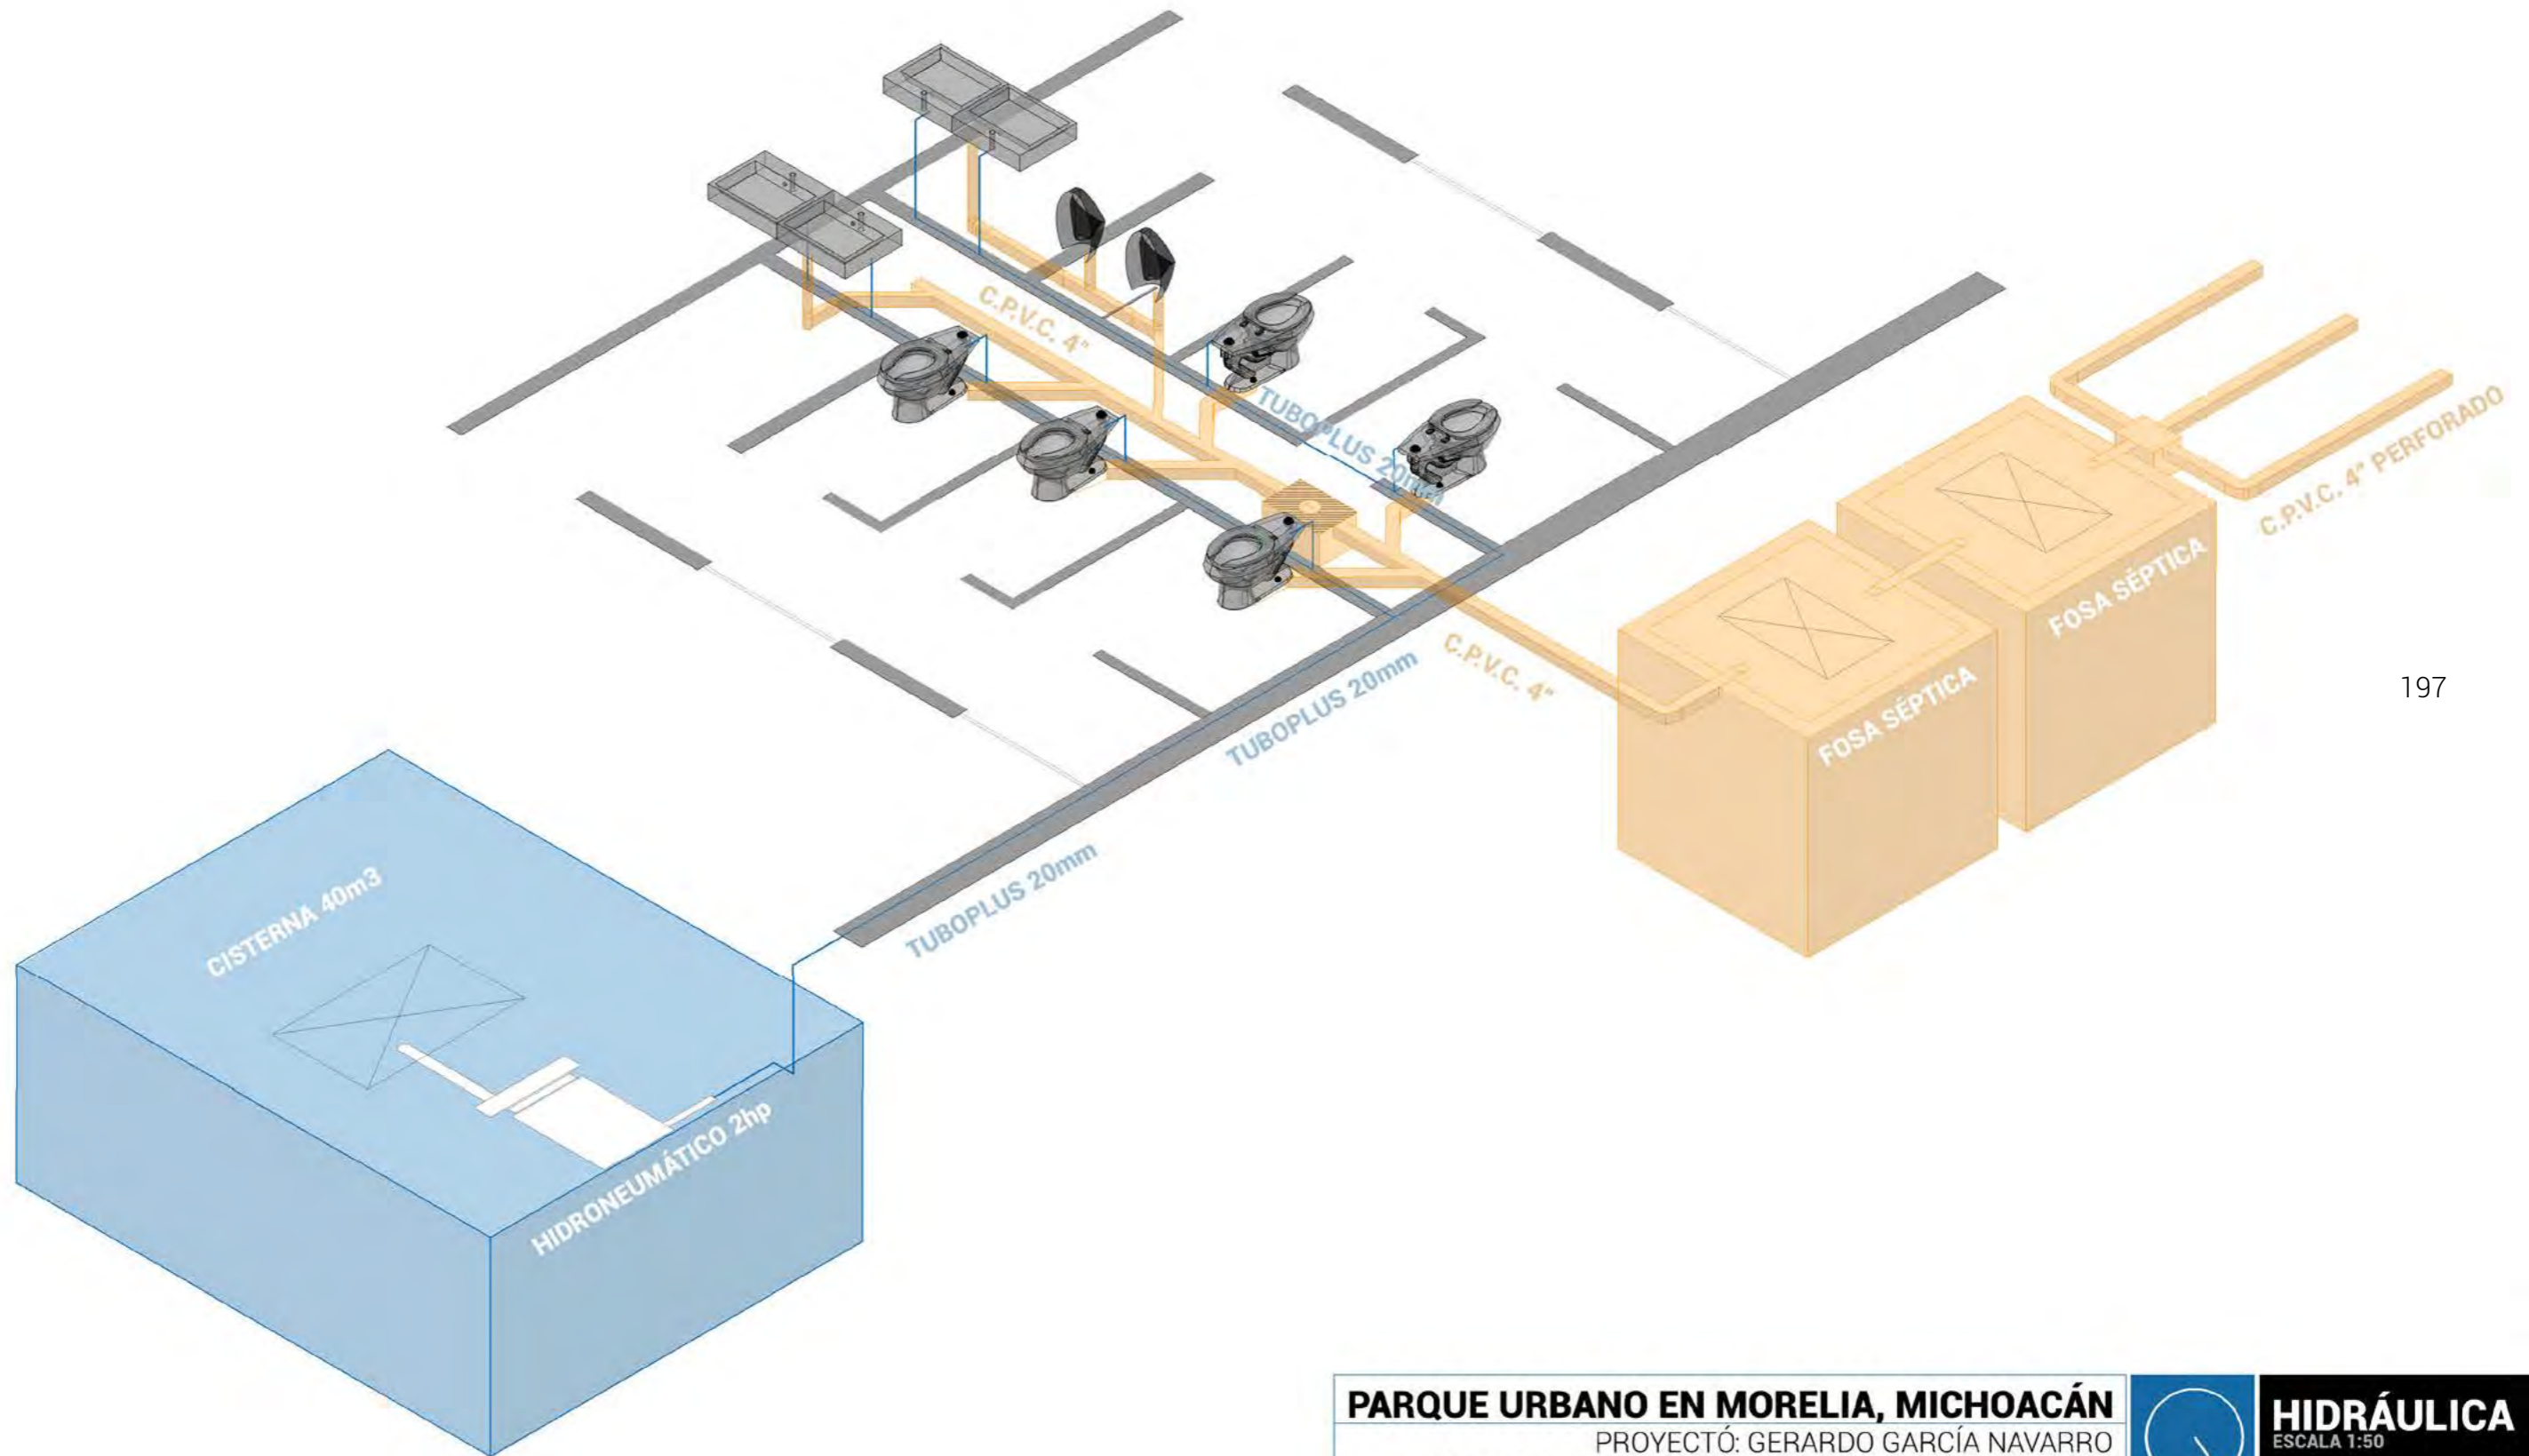 C.P.V.C. 4"
TUBOPLUS 20mm
C.P.V.C. 4" PERFORADO
FOSA SÉPTICA
FOSA SÉPTICA
C.P.V.C. 4"
TUBOPLUS 20mm
197
TUBOPLUS 20mm
CISTERNA 40m3
HIDRONEUMÁTICO 2hp
PARQUE URBANO EN MORELIA, MICHOACÁN
PROYECTÓ: GERARDO GARCÍA NAVARRO
HIDRÁULICA
ESCALA 1:50